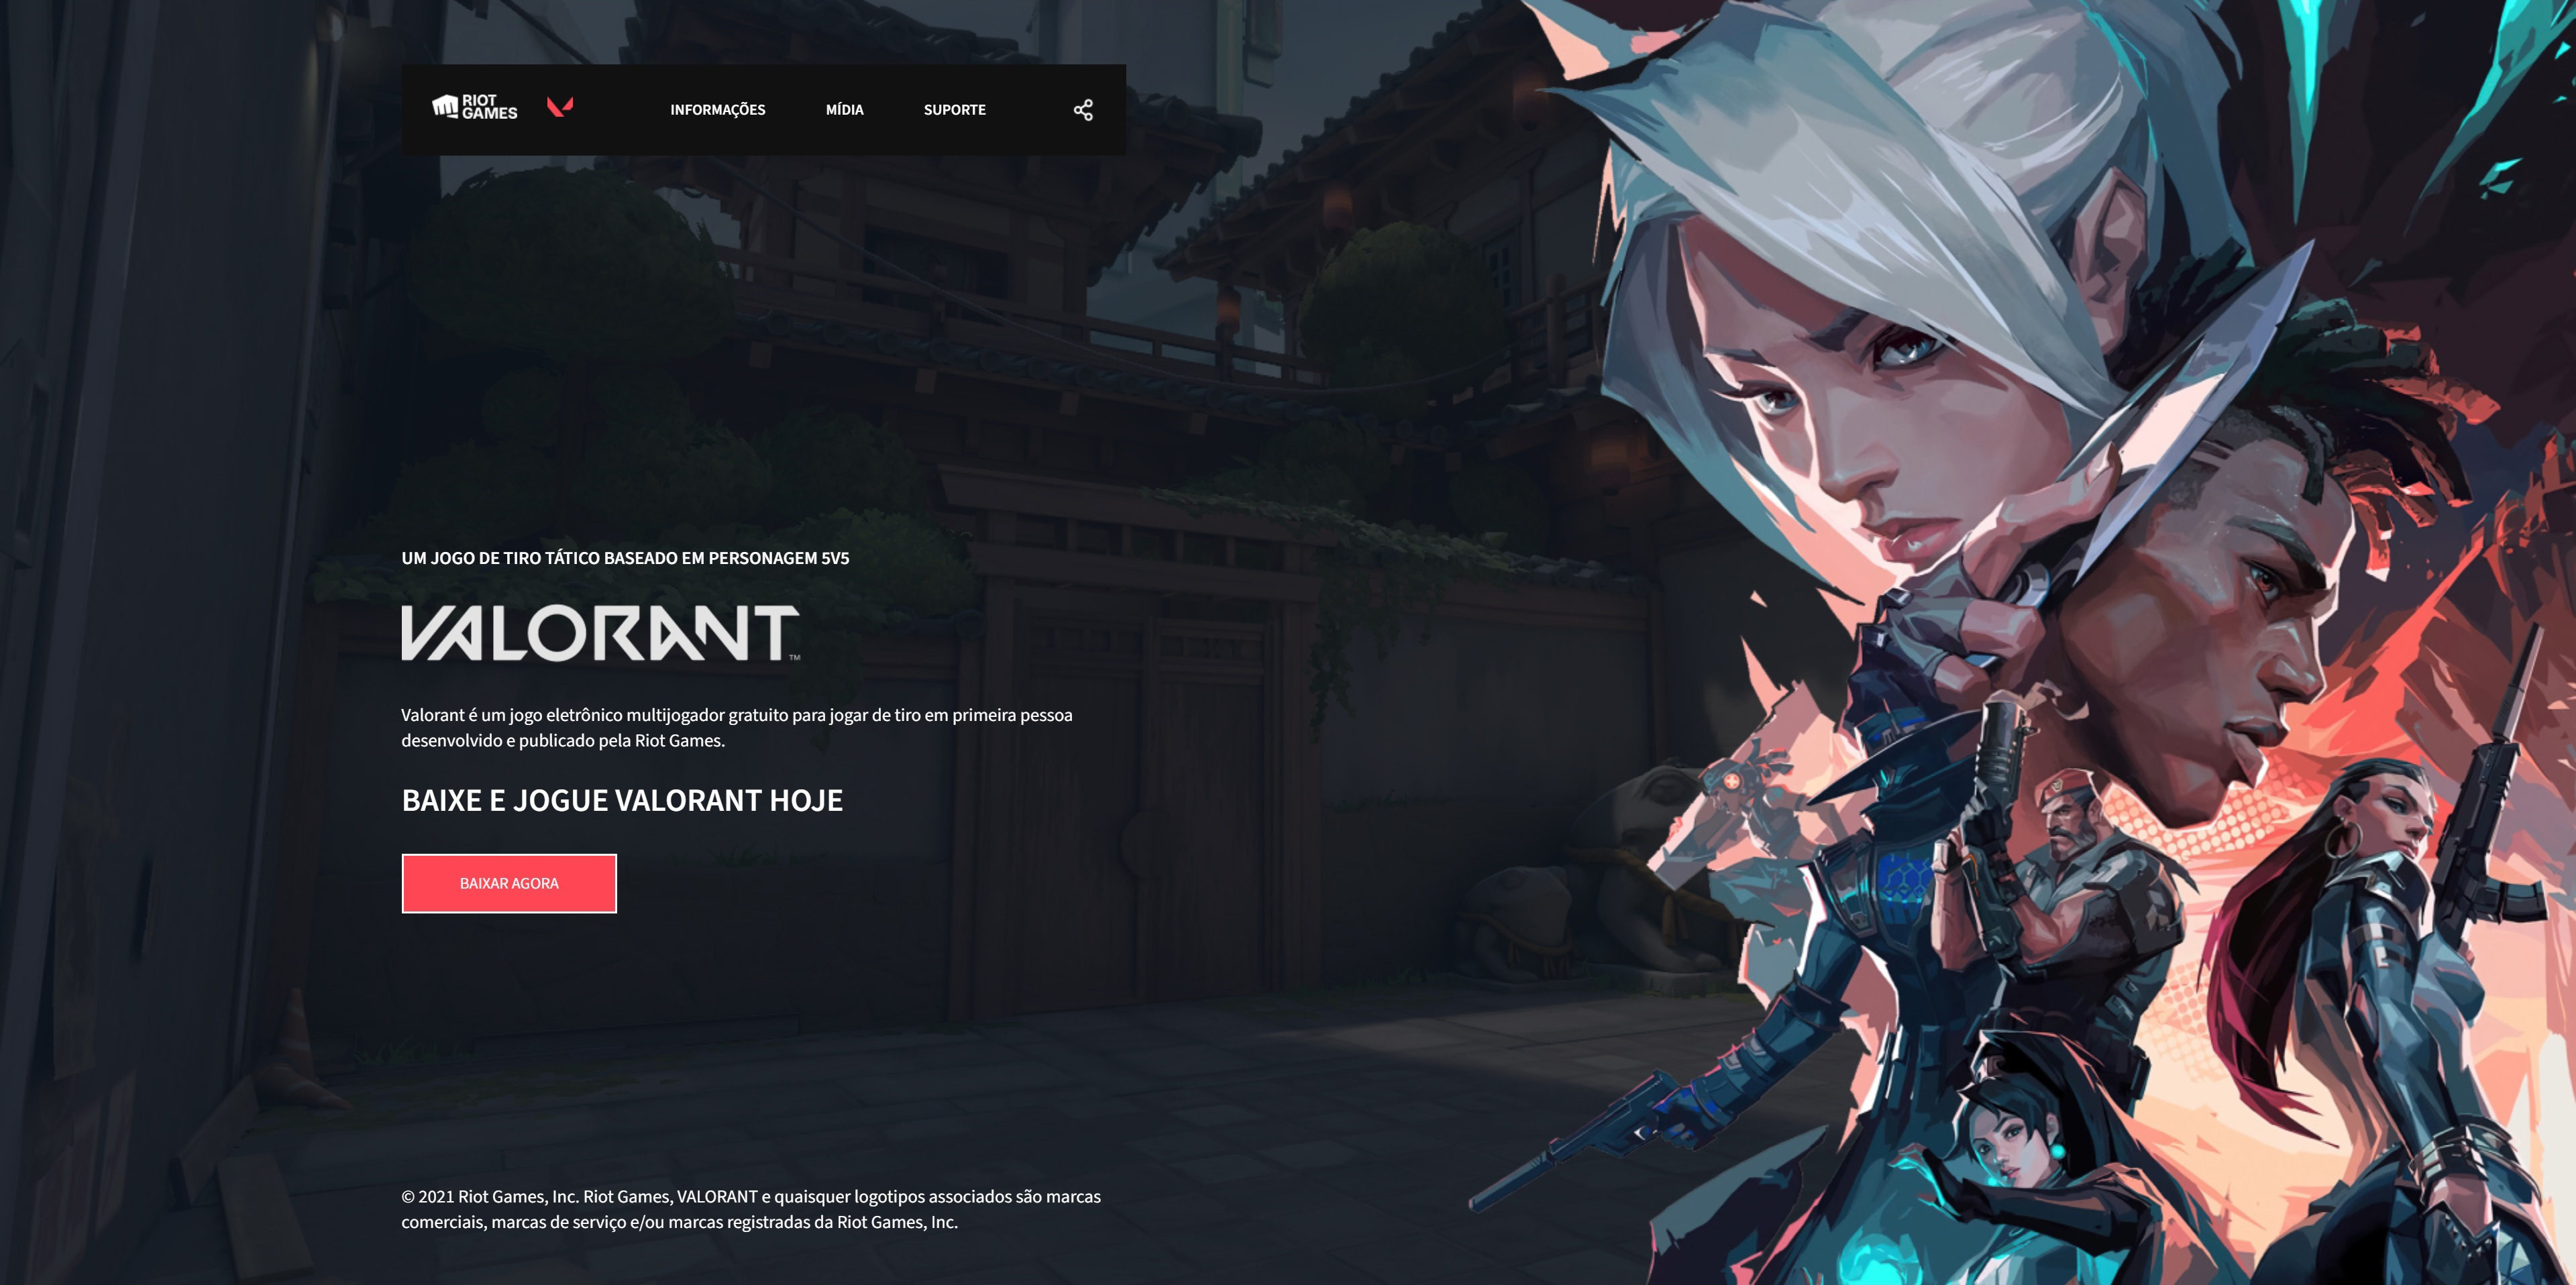 RIOT
GAMES
INFORMAÇÕES
MÍDIA
SUPORTE
UM JOGO DE TIRO TÁTICO BASEADO EM PERSONAGEM 5V5
VALORANT™
Valorant é um jogo eletrônico multijogador gratuito para jogar de tiro em primeira pessoa
desenvolvido e publicado pela Riot Games.
BAIXE E JOGUE VALORANT HOJE
BAIXAR AGORA
© 2021 Riot Games, Inc. Riot Games, VALORANT e quaisquer logotipos associados são marcas
comerciais, marcas de serviço e/ou marcas registradas da Riot Games, Inc.